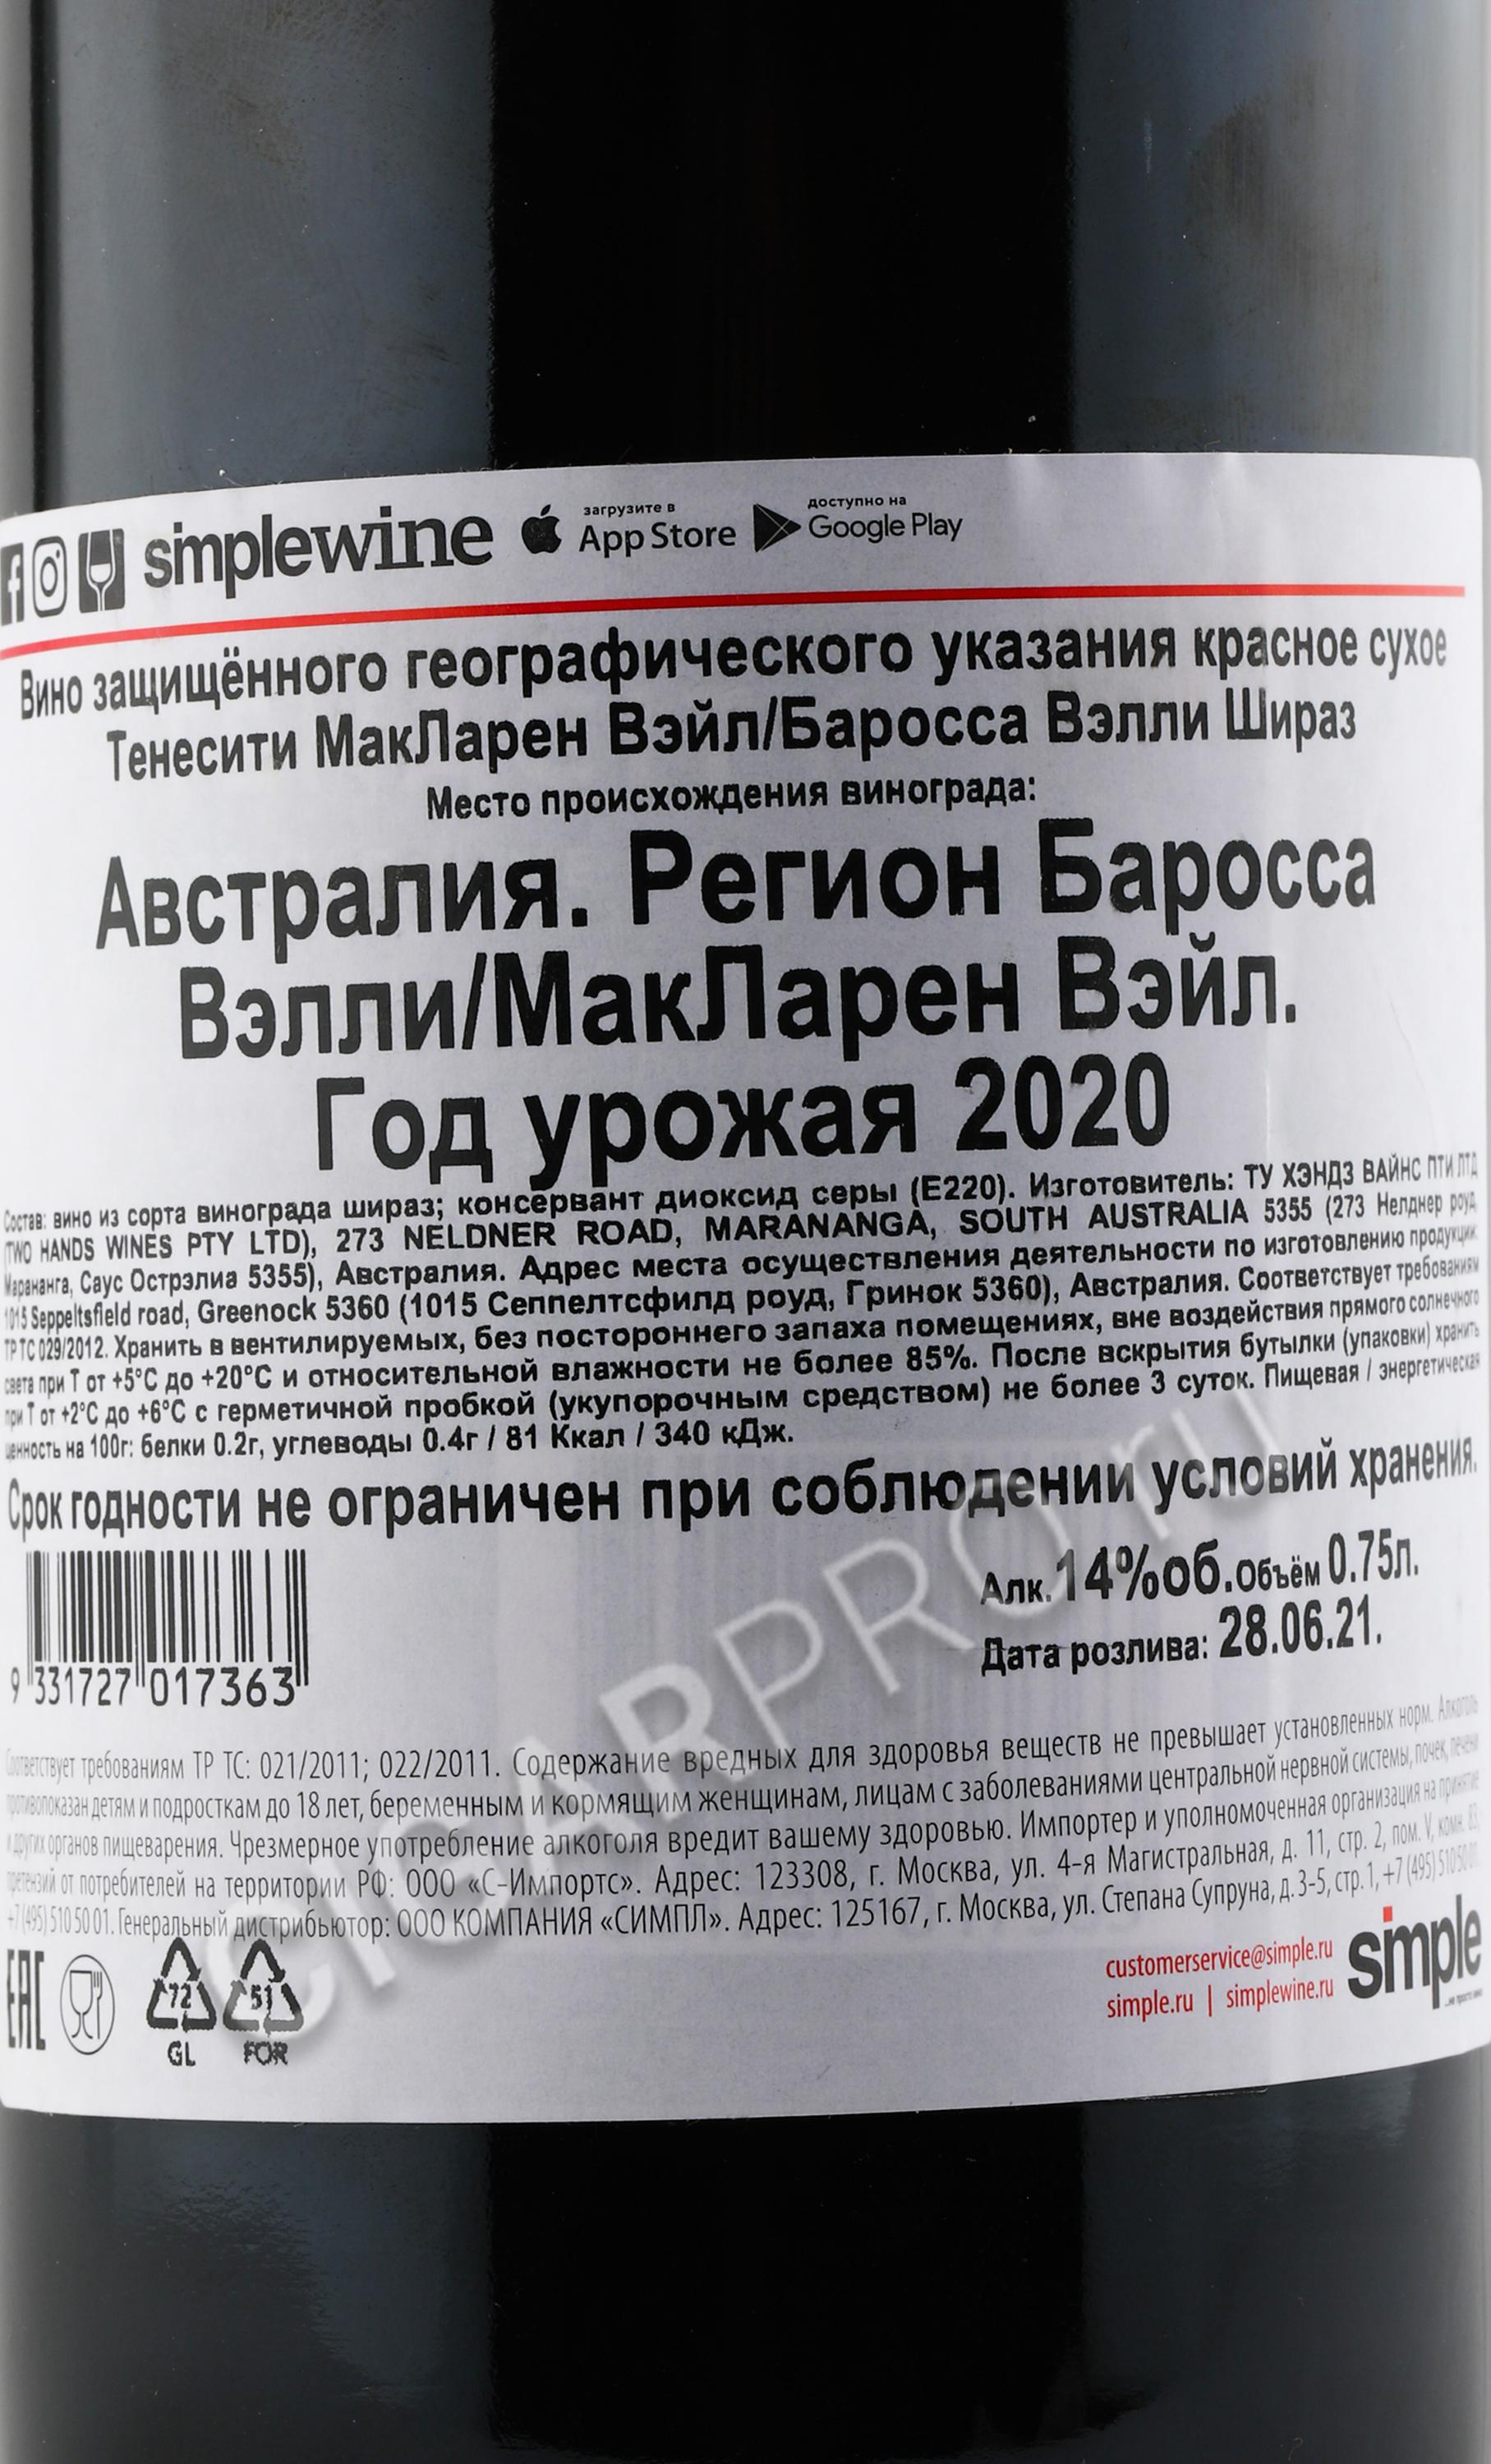 simplewine
загрузите в
App Store
доступно на
Google Play
Вино защищённого географического указания красное сухое
Тенесити МакЛарен Вэйл/Баросса Вэлли Шираз
Место происхождения винограда:
Австралия. Регион Баросса
Вэлли/МакЛарен Вэйл.
Год урожая 2020
Состав: вино из сорта винограда шираз; консервант диоксид серы (Е220). Изготовитель: ТУ ХЭНДЗ ВАЙНС ПТИ ЛТД
(TWO HANDS WINES PTY LTD), 273 NELDNER ROAD, MARANANGA, SOUTH AUSTRALIA 5355 (273 Нелднер роуд,
Марананга, Саус Острэлиа 5355), Австралия. Адрес места осуществления деятельности по изготовлению продукции:
1015 Seppeltsfield road, Greenock 5360 (1015 Сеппелтсфилд роуд, Гринок 5360), Австралия. Соответствует требованиям
ТР ТС 029/2012. Хранить в вентилируемых, без постороннего запаха помещениях, вне воздействия прямого солнечного
света при Т от +5°С до +20°С и относительной влажности не более 85%. После вскрытия бутылки (упаковки) хранить
при Т от +2°С до +6°С с герметичной пробкой (укупорочным средством) не более 3 суток. Пищевая / энергетическая
ценность на 100г: белки 0.2г, углеводы 0.4г / 81 Ккал / 340 кДж.
Срок годности не ограничен при соблюдении условий хранения.
Алк. 14%об. Объём 0.75л.
Дата розлива: 28.06.21.
9 331727 017363
Соответствует требованиям ТР ТС: 021/2011; 022/2011. Содержание вредных для здоровья веществ не превышает установленных норм. Алкоголь
противопоказан детям и подросткам до 18 лет, беременным и кормящим женщинам, лицам с заболеваниями центральной нервной системы, почек, печени
и других органов пищеварения. Чрезмерное употребление алкоголя вредит вашему здоровью. Импортер и уполномоченная организация на принятие
претензий от потребителей на территории РФ: ООО «С-Импортс». Адрес: 123308, г. Москва, ул. 4-я Магистральная, д. 11, стр. 2, пом. V, комн. 83,
+7 (495) 510 50 01. Генеральный дистрибьютор: ООО КОМПАНИЯ «СИМПЛ». Адрес: 125167, г. Москва, ул. Степана Супруна, д. 3-5, стр. 1, +7 (495) 510 50 01
EAC
72
GL
51
FOR
customerservice@simple.ru
simple.ru | simplewine.ru
simple
CIGARPRO.ru